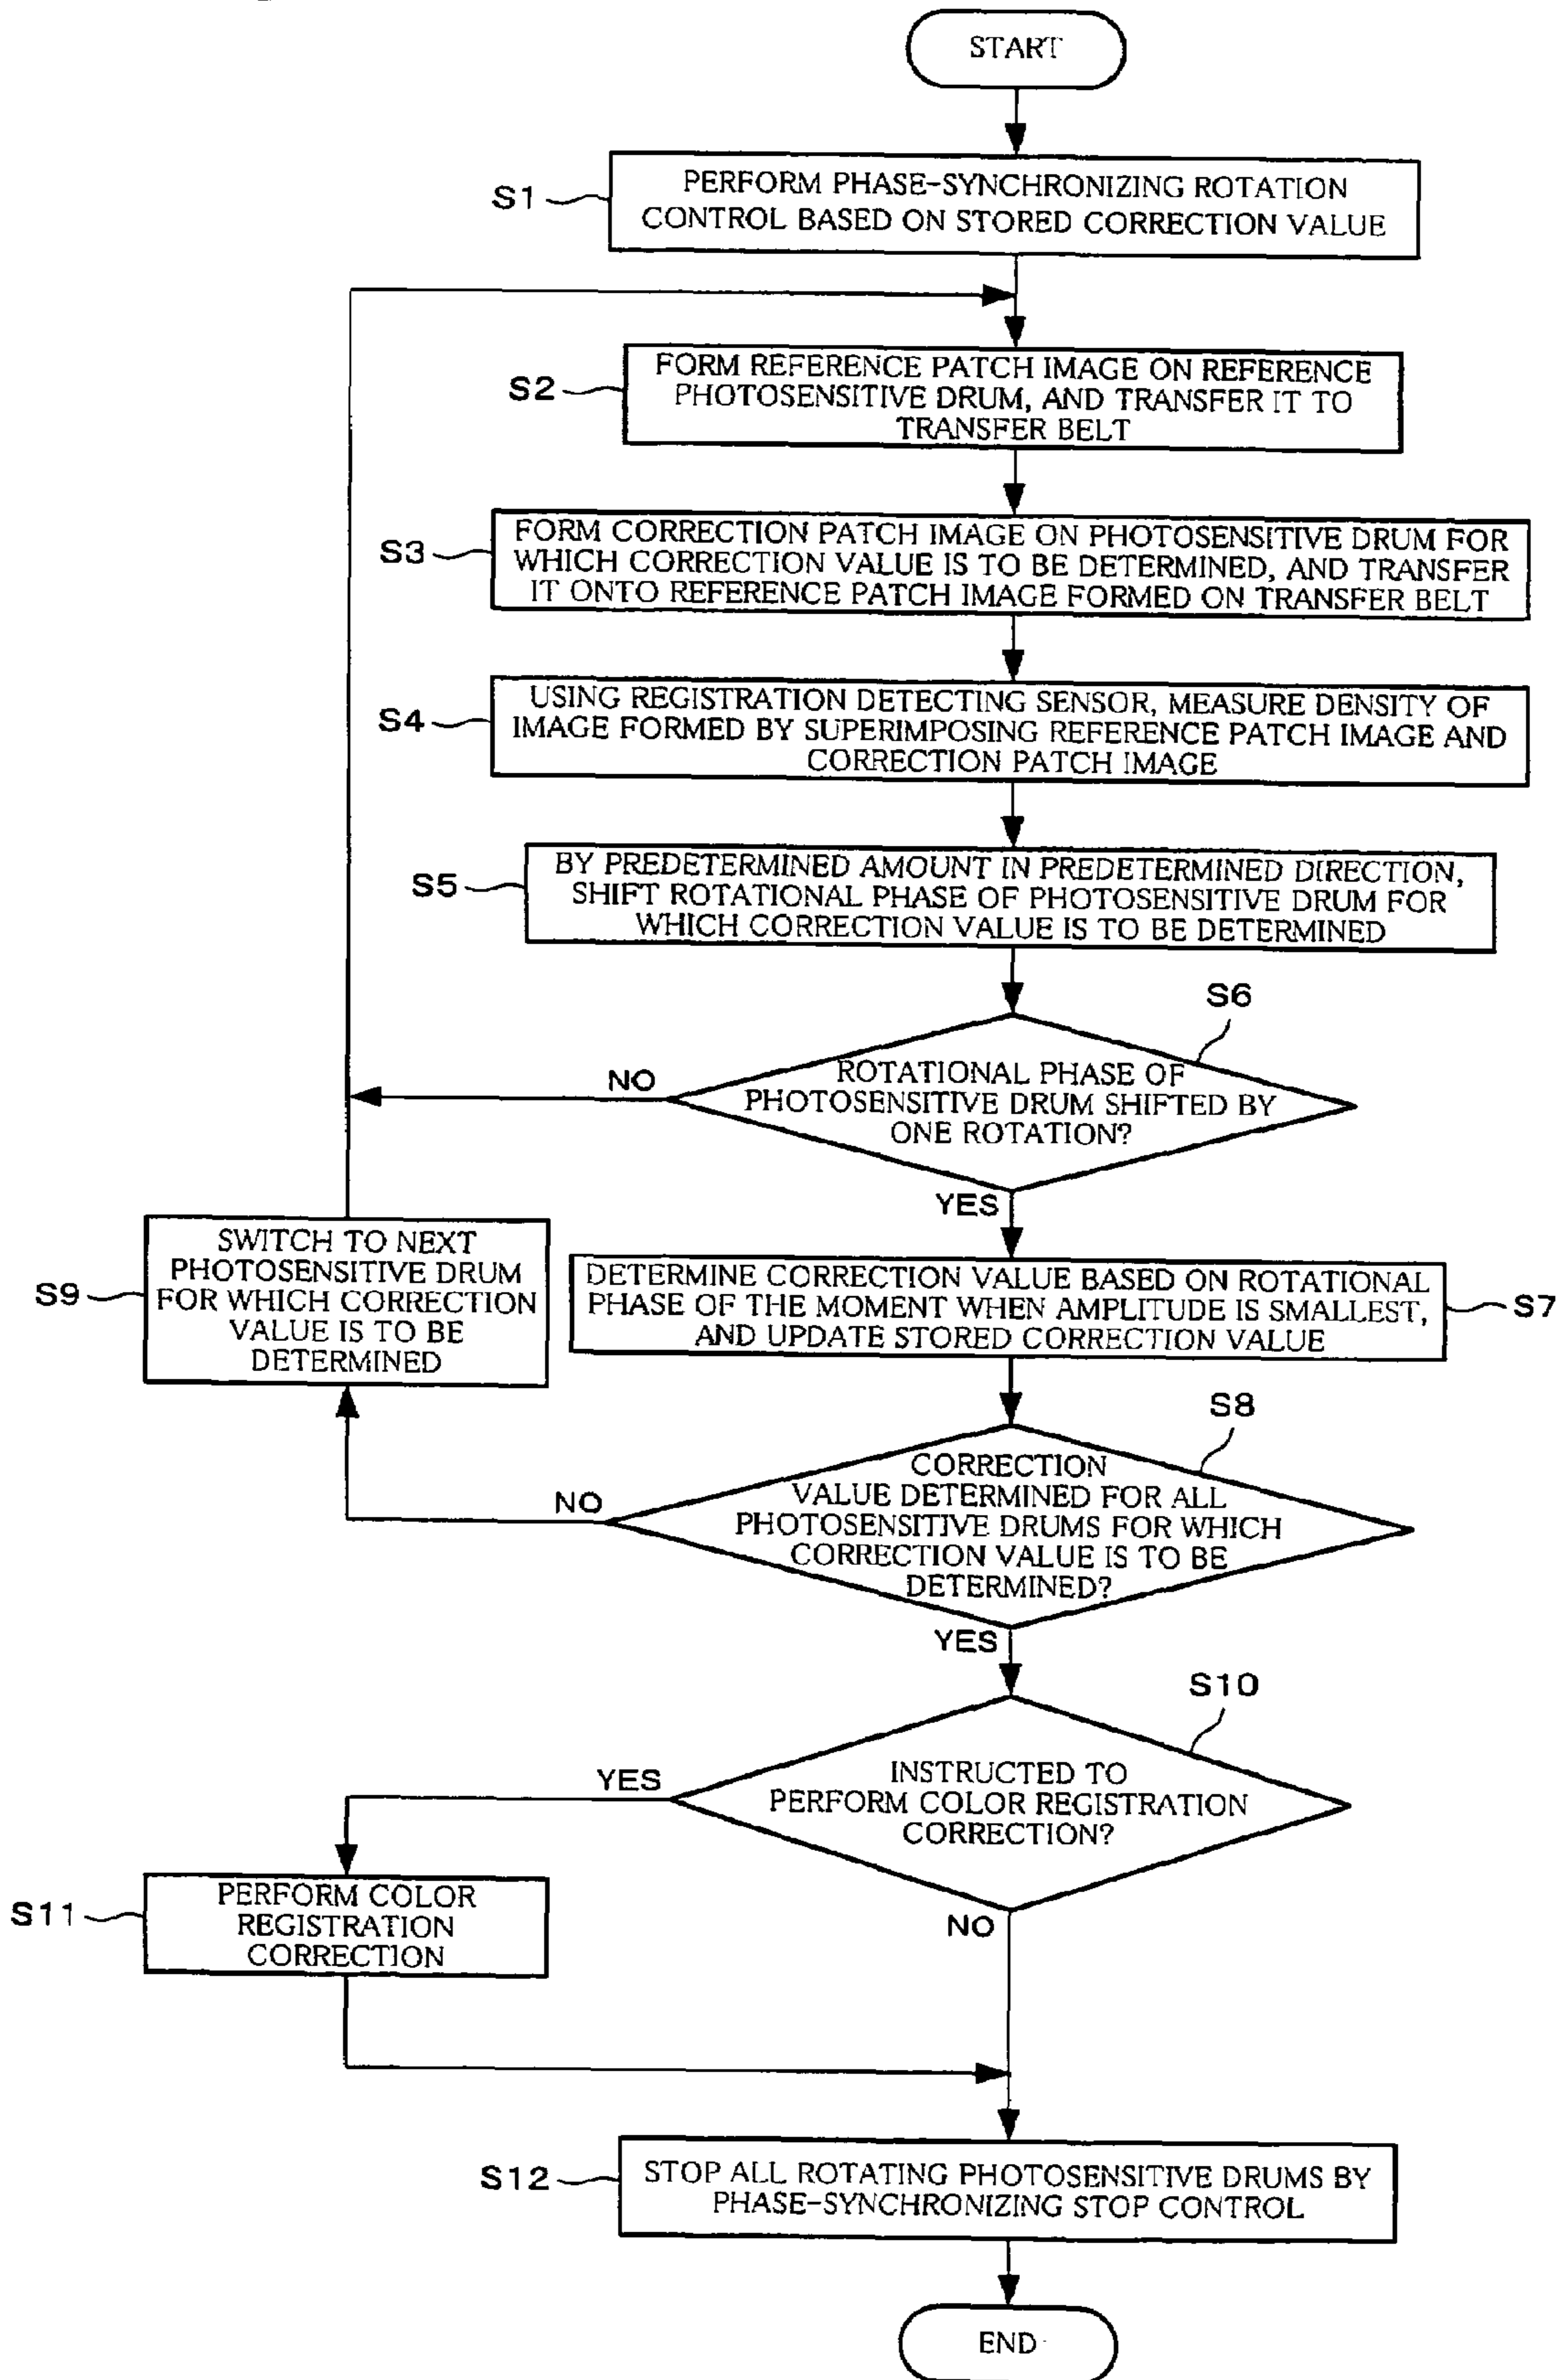 START
S1
PERFORM PHASE-SYNCHRONIZING ROTATION
CONTROL BASED ON STORED CORRECTION VALUE
S2
FORM REFERENCE PATCH IMAGE ON REFERENCE
PHOTOSENSITIVE DRUM, AND TRANSFER IT TO
TRANSFER BELT
S3
FORM CORRECTION PATCH IMAGE ON PHOTOSENSITIVE DRUM FOR
WHICH CORRECTION VALUE IS TO BE DETERMINED, AND TRANSFER
IT ONTO REFERENCE PATCH IMAGE FORMED ON TRANSFER BELT
S4
USING REGISTRATION DETECTING SENSOR, MEASURE DENSITY OF
IMAGE FORMED BY SUPERIMPOSING REFERENCE PATCH IMAGE AND
CORRECTION PATCH IMAGE
S5
BY PREDETERMINED AMOUNT IN PREDETERMINED DIRECTION,
SHIFT ROTATIONAL PHASE OF PHOTOSENSITIVE DRUM FOR
WHICH CORRECTION VALUE IS TO BE DETERMINED
S6
NO
ROTATIONAL PHASE OF
PHOTOSENSITIVE DRUM SHIFTED BY
ONE ROTATION?
YES
S9
SWITCH TO NEXT
PHOTOSENSITIVE DRUM
FOR WHICH CORRECTION
VALUE IS TO BE
DETERMINED
DETERMINE CORRECTION VALUE BASED ON ROTATIONAL
PHASE OF THE MOMENT WHEN AMPLITUDE IS SMALLEST,
AND UPDATE STORED CORRECTION VALUE
S7
S8
NO
CORRECTION
VALUE DETERMINED FOR ALL
PHOTOSENSITIVE DRUMS FOR WHICH
CORRECTION VALUE IS TO BE
DETERMINED?
YES
S10
YES
INSTRUCTED TO
PERFORM COLOR REGISTRATION
CORRECTION?
NO
S11
PERFORM COLOR
REGISTRATION
CORRECTION
S12
STOP ALL ROTATING PHOTOSENSITIVE DRUMS BY
PHASE-SYNCHRONIZING STOP CONTROL
END